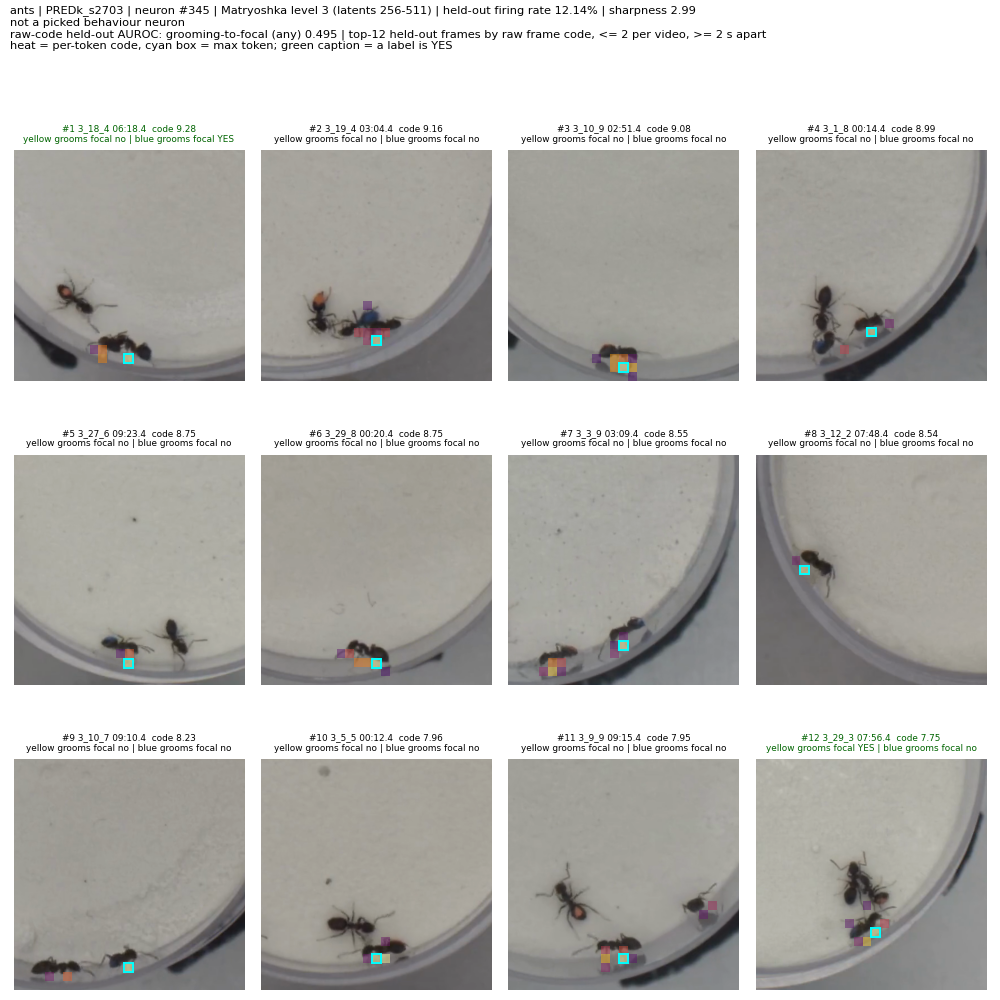 ants | PREDk_s2703 | neuron #345 | Matryoshka level 3 (latents 256-511) | held-out firing rate 12.14% | sharpness 2.99
not a picked behaviour neuron
raw-code held-out AUROC: grooming-to-focal (any) 0.495 | top-12 held-out frames by raw frame code, <= 2 per video, >= 2 s apart
heat = per-token code, cyan box = max token; green caption = a label is YES
#1 3_18_4 06:18.4 code 9.28
yellow grooms focal no | blue grooms focal YES
#2 3_19_4 03:04.4 code 9.16
yellow grooms focal no | blue grooms focal no
#3 3_10_9 02:51.4 code 9.08
yellow grooms focal no | blue grooms focal no
#4 3_1_8 00:14.4 code 8.99
yellow grooms focal no | blue grooms focal no
#5 3_27_6 09:23.4 code 8.75
yellow grooms focal no | blue grooms focal no
#6 3_29_8 00:20.4 code 8.75
yellow grooms focal no | blue grooms focal no
#7 3_3_9 03:09.4 code 8.55
yellow grooms focal no | blue grooms focal no
#8 3_12_2 07:48.4 code 8.54
yellow grooms focal no | blue grooms focal no
#9 3_10_7 09:10.4 code 8.23
yellow grooms focal no | blue grooms focal no
#10 3_5_5 00:12.4 code 7.96
yellow grooms focal no | blue grooms focal no
#11 3_9_9 09:15.4 code 7.95
yellow grooms focal no | blue grooms focal no
#12 3_29_3 07:56.4 code 7.75
yellow grooms focal YES | blue grooms focal no